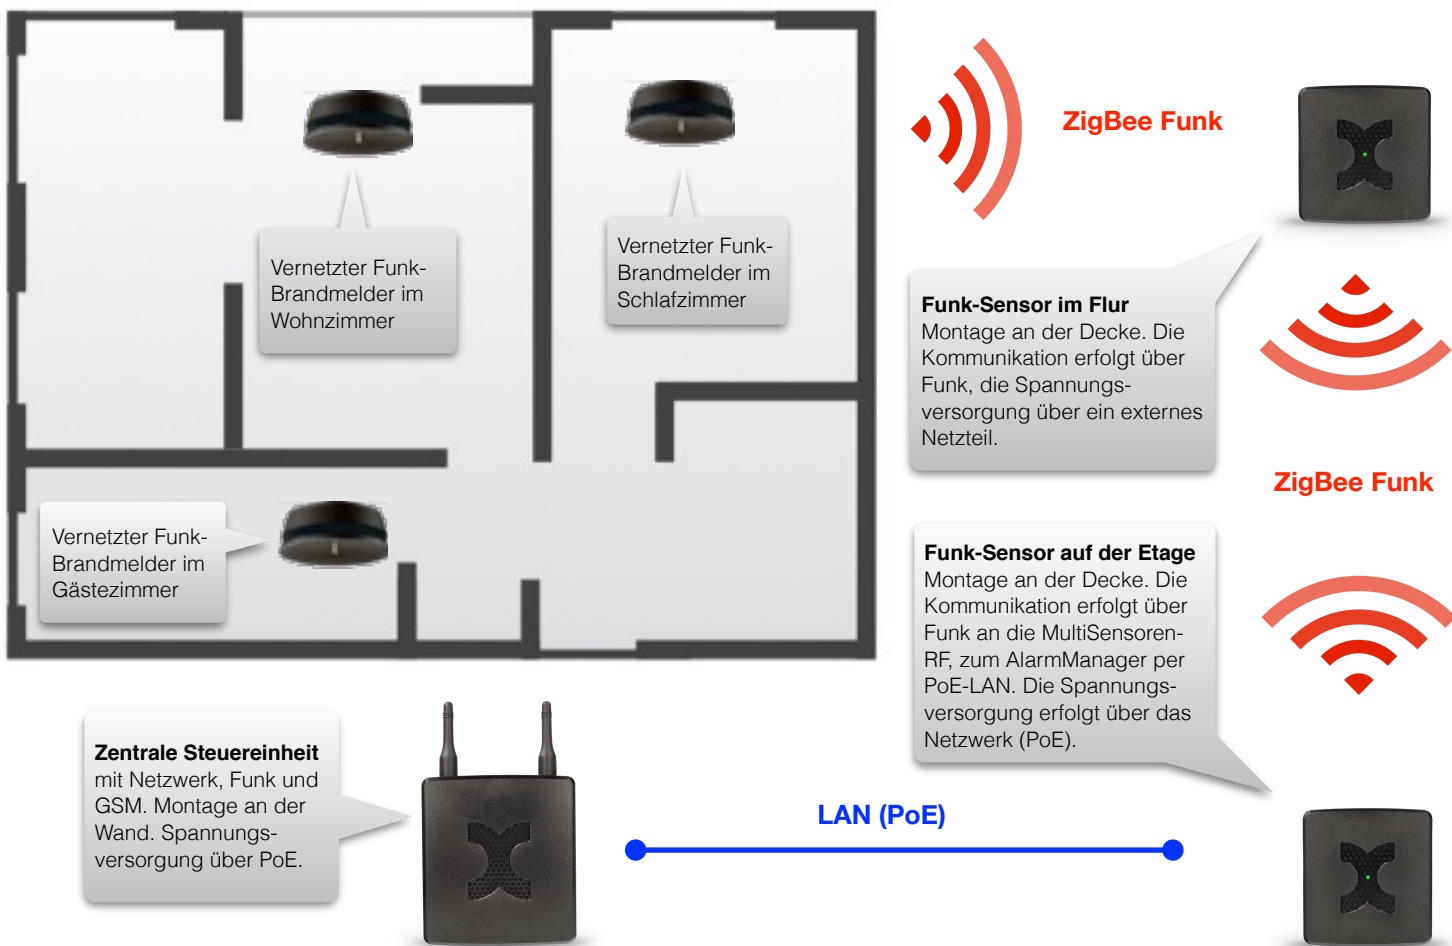 ZigBee Funk
Vernetzter Funk-
Brandmelder im
Wohnzimmer
Vernetzter Funk-
Brandmelder im
Schlafzimmer
Funk-Sensor im Flur
Montage an der Decke. Die
Kommunikation erfolgt über
Funk, die Spannungs-
versorgung über ein externes
Netzteil.
ZigBee Funk
Vernetzter Funk-
Brandmelder im
Gästezimmer
Funk-Sensor auf der Etage
Montage an der Decke. Die
Kommunikation erfolgt über
Funk an die MultiSensoren-
RF, zum AlarmManager per
PoE-LAN. Die Spannungs-
versorgung erfolgt über das
Netzwerk (PoE).
Zentrale Steuereinheit
mit Netzwerk, Funk und
GSM. Montage an der
Wand. Spannungs-
versorgung über PoE.
LAN (PoE)